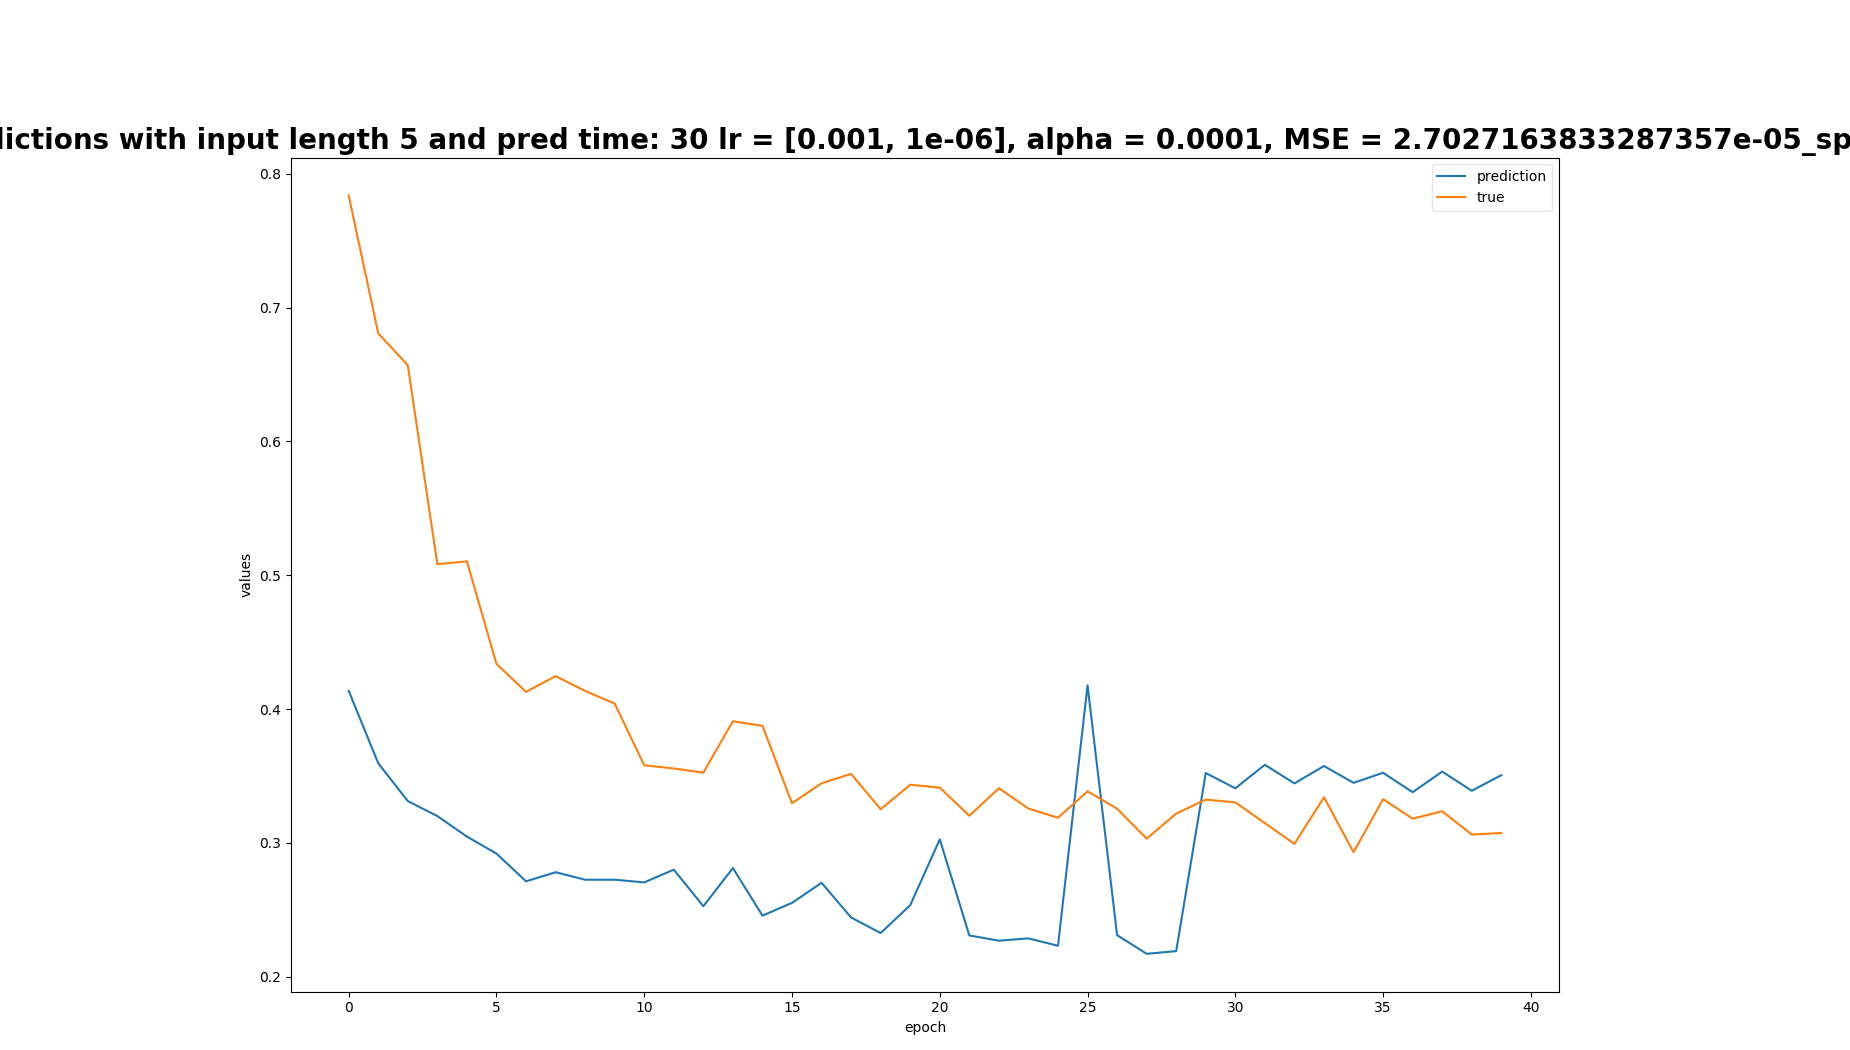 lictions with input length 5 and pred time: 30 lr = [0.001, 1e-06], alpha = 0.0001, MSE = 2.7027163833287357e-05_sp
prediction
true
0.8
0.7
0.6
0.5
0.4
0.3
0.2
values
0 5 10 15 20 25 30 35 40
epoch